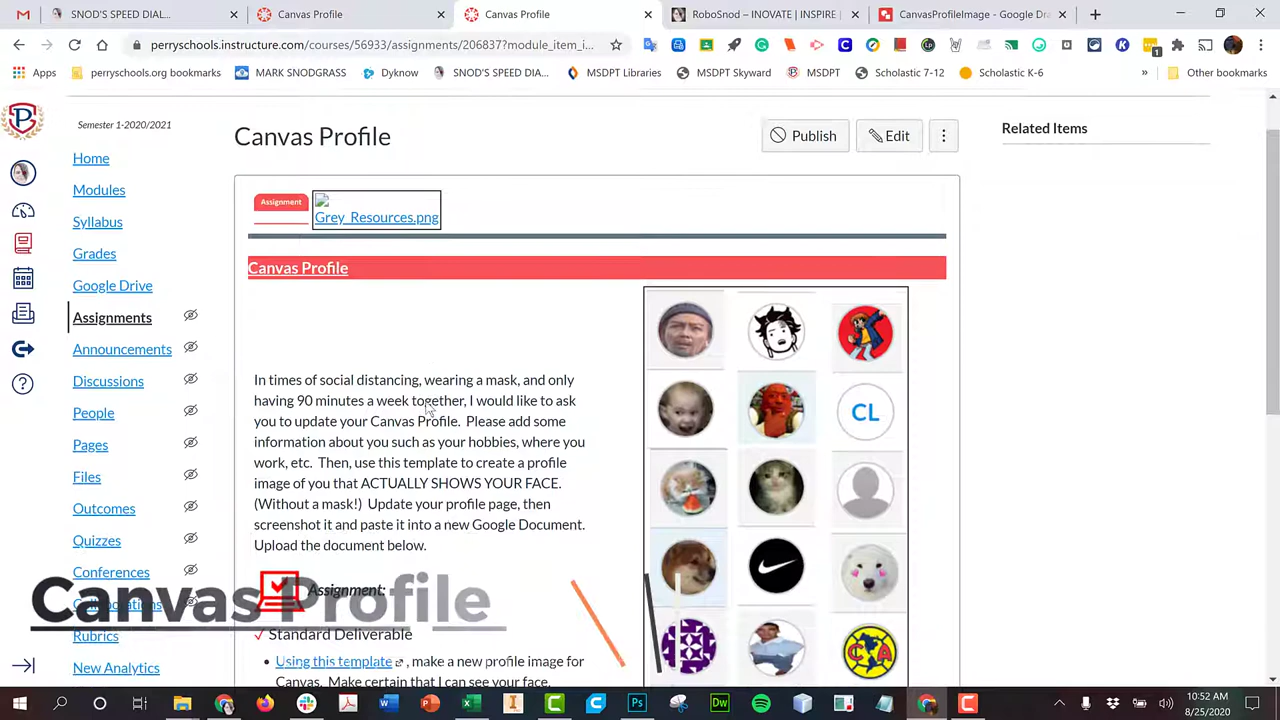 SNOD'S SPEED DIAL...
Canvas Profile
Canvas Profile
RoboSnod – INOVATE | INSPIRE |
CanvasProfileImage - Google Dra
perryschools.instructure.com/courses/56933/assignments/206837?module_item_i...
Apps
perryschools.org bookmarks
MARK SNODGRASS
Dyknow
SNOD'S SPEED DIA...
MSDPT Libraries
MSDPT Skyward
MSDPT
Scholastic 7-12
Scholastic K-6
»
Other bookmarks
Semester 1-2020/2021
Home
Modules
Syllabus
Grades
Google Drive
Assignments
Announcements
Discussions
People
Pages
Files
Outcomes
Quizzes
Conferences
Collaborations
Rubrics
New Analytics
Canvas Profile
Publish
Edit
Related Items
Assignment
Grey_Resources.png
Canvas Profile
In times of social distancing, wearing a mask, and only
having 90 minutes a week together, I would like to ask
you to update your Canvas Profile. Please add some
information about you such as your hobbies, where you
work, etc. Then, use this template to create a profile
image of you that ACTUALLY SHOWS YOUR FACE.
(Without a mask!) Update your profile page, then
screenshot it and paste it into a new Google Document.
Upload the document below.
Assignment:
✓ Standard Deliverable
• Using this template , make a new profile image for
Canvas. Make certain that I can see your face.
CL
CA
Canvas Profile
10:52 AM
8/25/2020